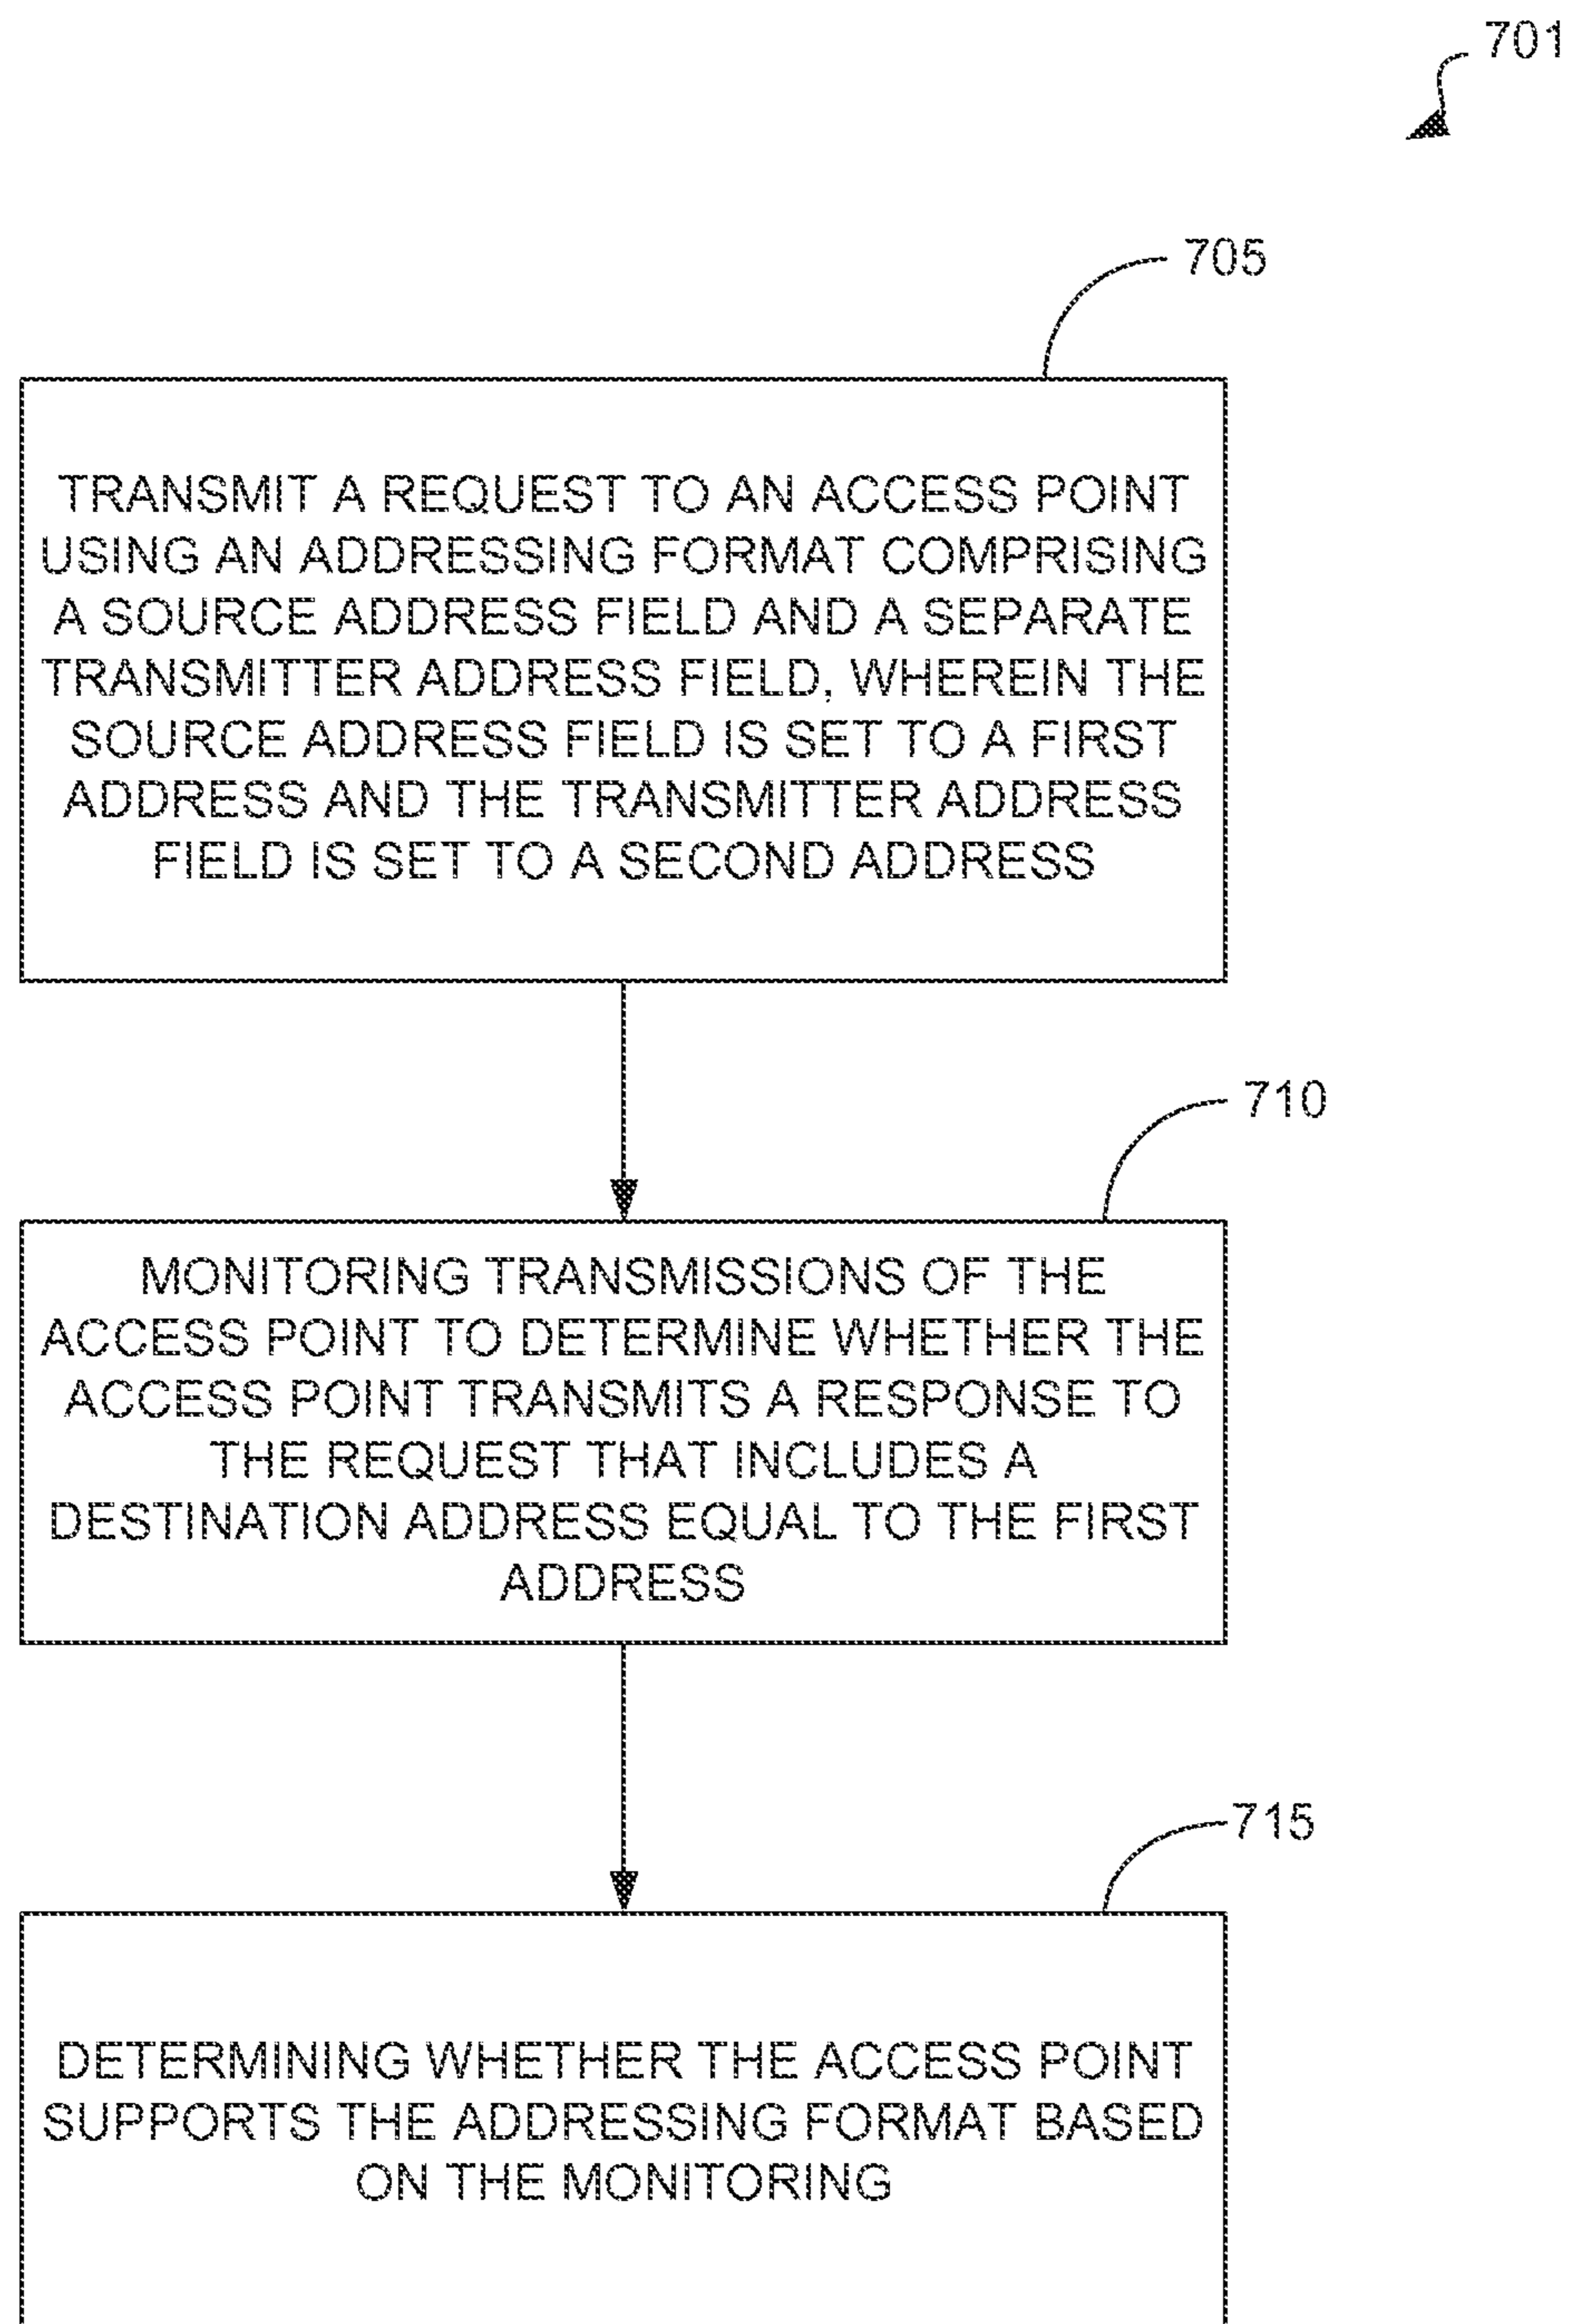 701
705
TRANSMIT A REQUEST TO AN ACCESS POINT
USING AN ADDRESSING FORMAT COMPRISING
A SOURCE ADDRESS FIELD AND A SEPARATE
TRANSMITTER ADDRESS FIELD, WHEREIN THE
SOURCE ADDRESS FIELD IS SET TO A FIRST
ADDRESS AND THE TRANSMITTER ADDRESS
FIELD IS SET TO A SECOND ADDRESS
710
MONITORING TRANSMISSIONS OF THE
ACCESS POINT TO DETERMINE WHETHER THE
ACCESS POINT TRANSMITS A RESPONSE TO
THE REQUEST THAT INCLUDES A
DESTINATION ADDRESS EQUAL TO THE FIRST
ADDRESS
715
DETERMINING WHETHER THE ACCESS POINT
SUPPORTS THE ADDRESSING FORMAT BASED
ON THE MONITORING